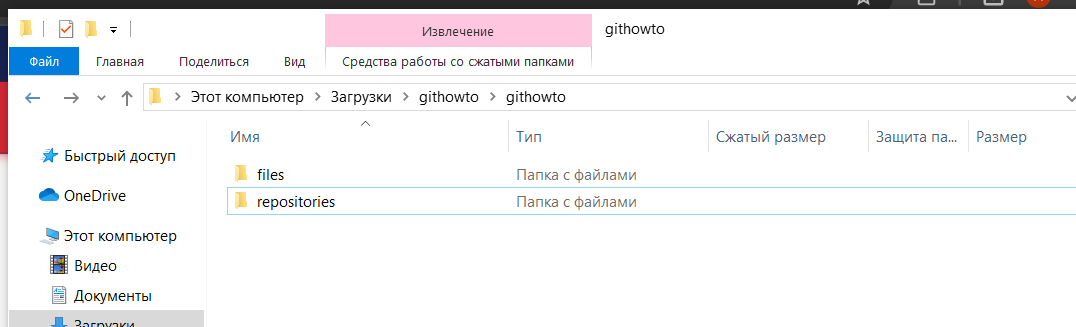 Извлечение
githowto
Файл Главная Поделиться Вид Средства работы со сжатыми папками
Этот компьютер Загрузки githowto githowto
Имя Тип Сжатый размер Защита па... Размер
Быстрый доступ
files Папка с файлами
OneDrive
repositories Папка с файлами
Этот компьютер
Видео
Документы
Загрузки